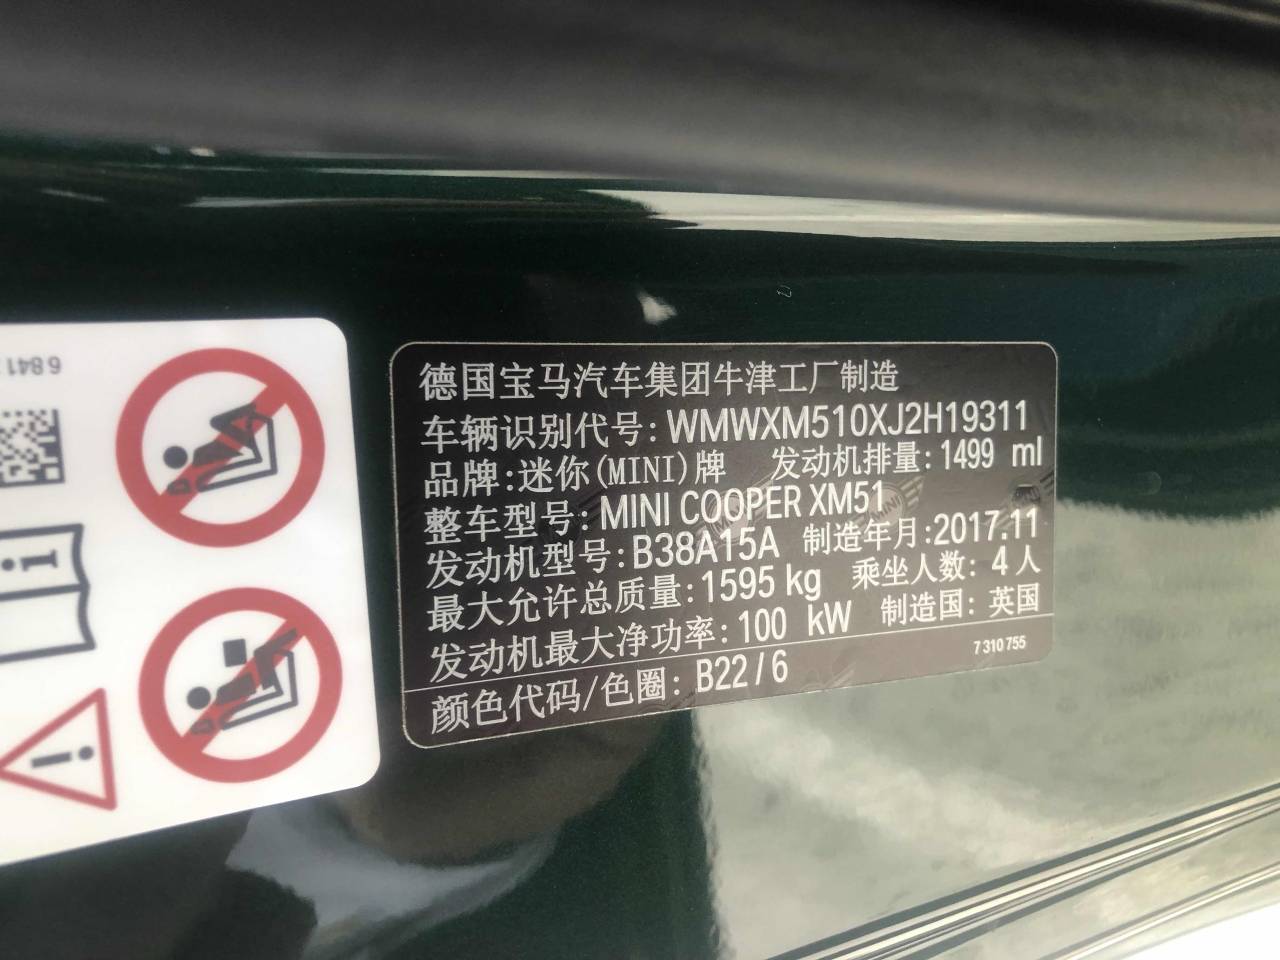 6841
德国宝马汽车集团牛津工厂制造
车辆识别代号: WMWXM510XJ2H19311
品牌:迷你(MINI)牌 发动机排量: 1499 ml
整车型号: MINI COOPER XM51
发动机型号: B38A15A 制造年月:2017.11
最大允许总质量: 1595 kg 乘坐人数: 4 人
发动机最大净功率: 100 kW 制造国: 英国
7 310 755
颜色代码/色圈: B22 / 6